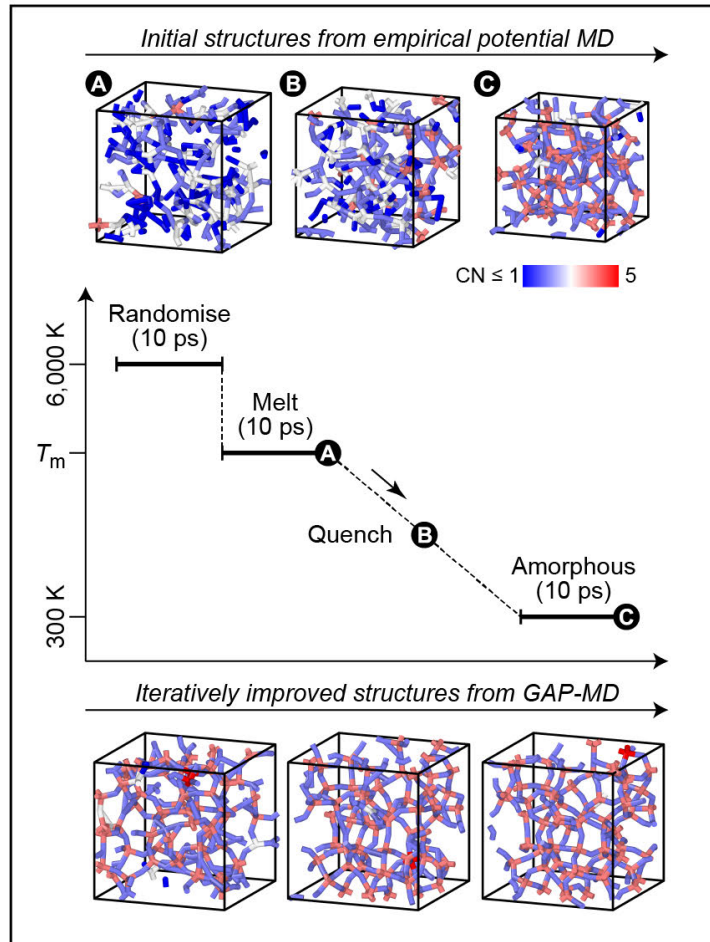 Initial structures from empirical potential MD
A B C
CN ≤ 1 5
Randomise
(10 ps)
6,000 K
Melt
(10 ps)
Tm
A
Quench B
Amorphous
(10 ps)
300 K
C
Iteratively improved structures from GAP-MD